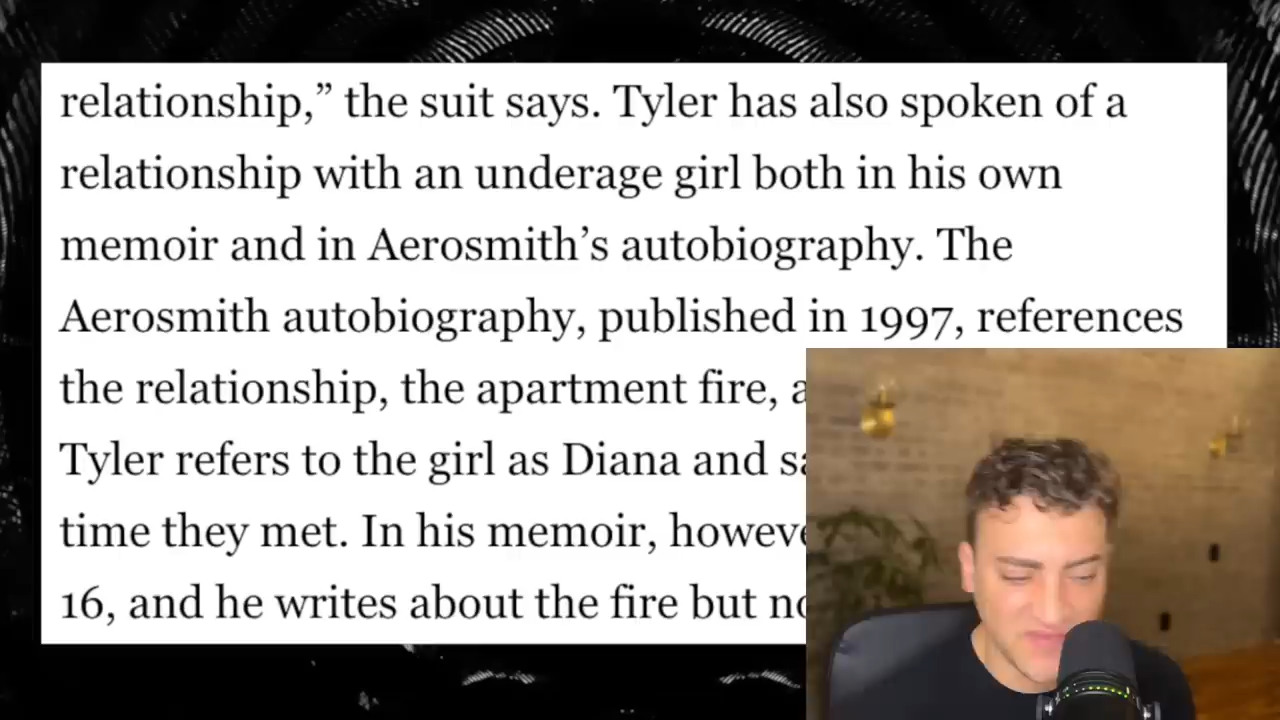 relationship,” the suit says. Tyler has also spoken of a
relationship with an underage girl both in his own
memoir and in Aerosmith’s autobiography. The
Aerosmith autobiography, published in 1997, references
the relationship, the apartment fire,
Tyler refers to the girl as Diana and
time they met. In his memoir,
16, and he writes about the fire but